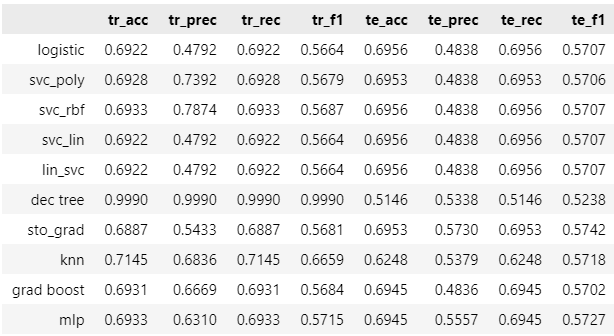 tr_acc tr_prec tr_rec tr_f1 te_acc te_prec te_rec te_f1
logistic 0.6922 0.4792 0.6922 0.5664 0.6956 0.4838 0.6956 0.5707
svc_poly 0.6928 0.7392 0.6928 0.5679 0.6953 0.4838 0.6953 0.5706
svc_rbf 0.6933 0.7874 0.6933 0.5687 0.6956 0.4838 0.6956 0.5707
svc_lin 0.6922 0.4792 0.6922 0.5664 0.6956 0.4838 0.6956 0.5707
lin_svc 0.6922 0.4792 0.6922 0.5664 0.6956 0.4838 0.6956 0.5707
dec tree 0.9990 0.9990 0.9990 0.9990 0.5146 0.5338 0.5146 0.5238
sto_grad 0.6887 0.5433 0.6887 0.5681 0.6953 0.5730 0.6953 0.5742
knn 0.7145 0.6836 0.7145 0.6659 0.6248 0.5379 0.6248 0.5718
grad boost 0.6931 0.6669 0.6931 0.5684 0.6945 0.4836 0.6945 0.5702
mlp 0.6933 0.6310 0.6933 0.5715 0.6945 0.5557 0.6945 0.5727